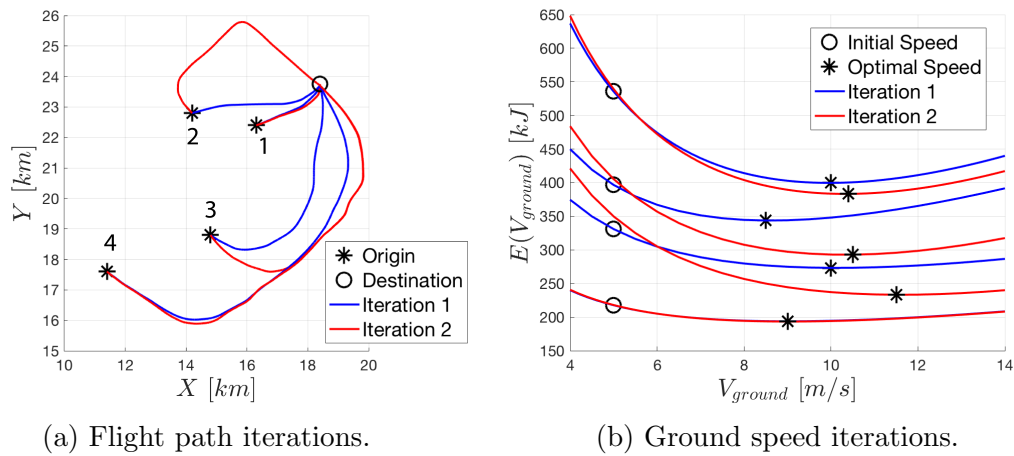 26
25
24
23
22
21
20
19
18
17
16
15
10
12
14
16
18
20
Y [km]
X [km]
1
2
3
4
Origin
Destination
Iteration 1
Iteration 2
650
600
550
500
450
400
350
300
250
200
150
4
6
8
10
12
14
E(Vground) [kJ]
Vground [m/s]
Initial Speed
Optimal Speed
Iteration 1
Iteration 2
(a) Flight path iterations.
(b) Ground speed iterations.